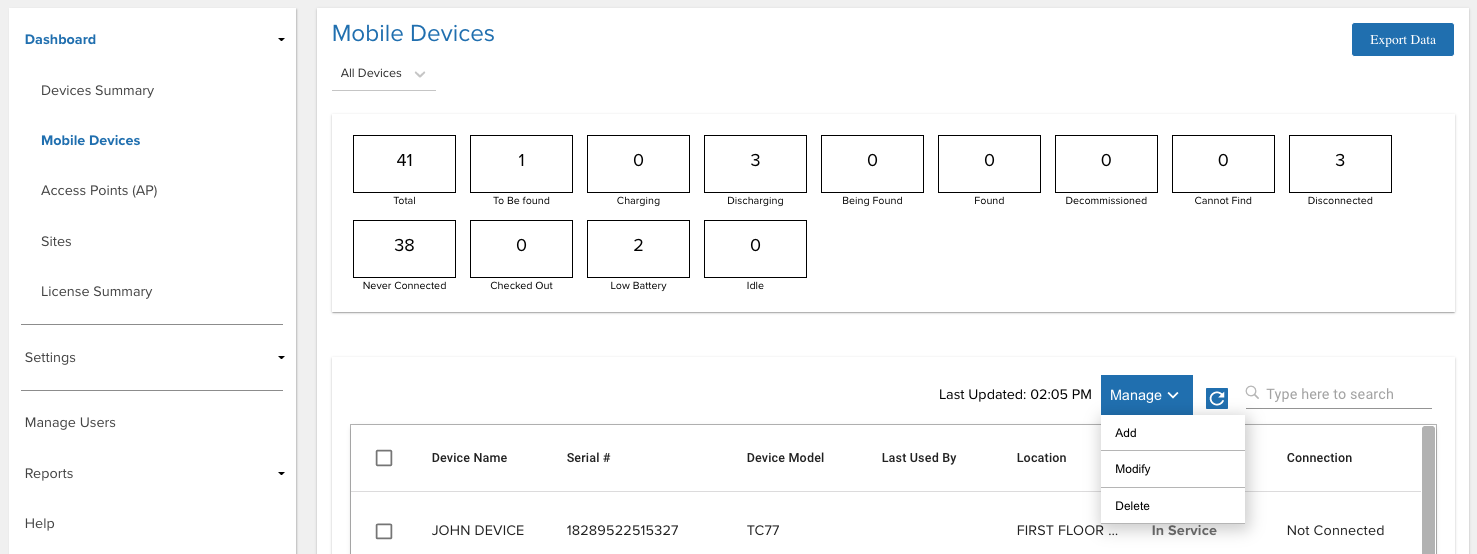 Dashboard
Devices Summary
Mobile Devices
Access Points (AP)
Sites
License Summary
Settings
Manage Users
Reports
Help
Mobile Devices
Export Data
All Devices
41 1 0 3 0 0 0 0 3
Total To Be found Charging Discharging Being Found Found Decommissioned Cannot Find Disconnected
38 0 2 0
Never Connected Checked Out Low Battery Idle
Last Updated: 02:05 PM Manage Type here to search
Add
Modify
Delete
Device Name Serial # Device Model Last Used By Location Connection
JOHN DEVICE 18289522515327 TC77 FIRST FLOOR ... In Service Not Connected